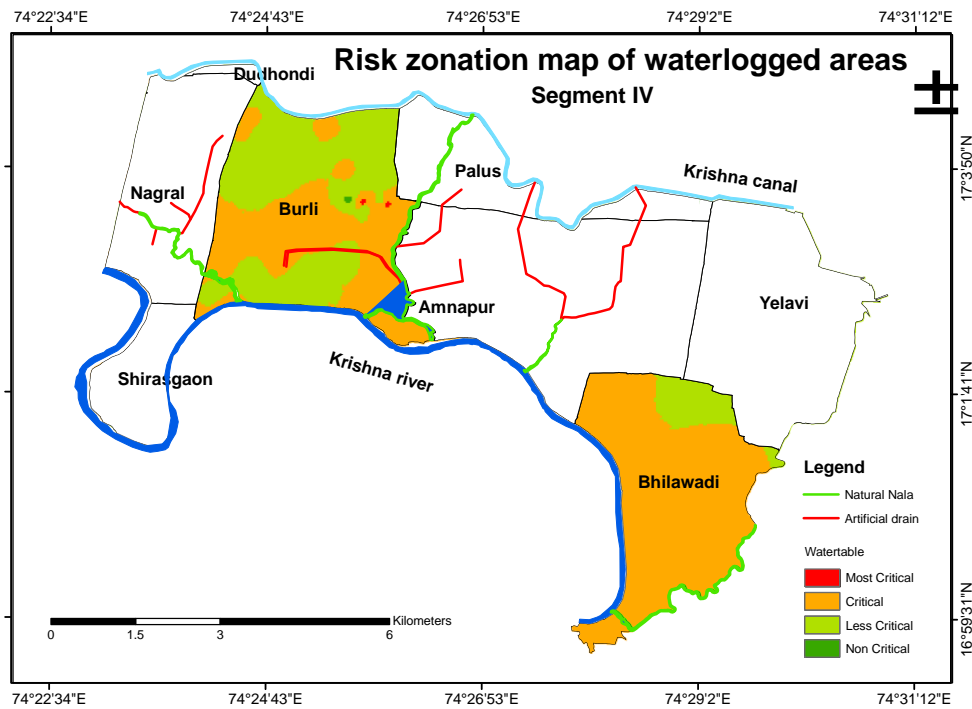 74°22'34"E 74°24'43"E 74°26'53"E 74°29'2"E 74°31'12"E
Risk zonation map of waterlogged areas
Segment IV
Dudhondi
17°3'50"N
Palus
Krishna canal
Nagral
Burli
Amnapur
Yelavi
Krishna river
Shirasgaon
17°1'41"N
Bhilawadi
Legend
Natural Nala
Artificial drain
Watertable
Most Critical
Critical
Less Critical
Non Critical
16°59'31"N
Kilometers
0 1.5 3 6
74°22'34"E 74°24'43"E 74°26'53"E 74°29'2"E 74°31'12"E